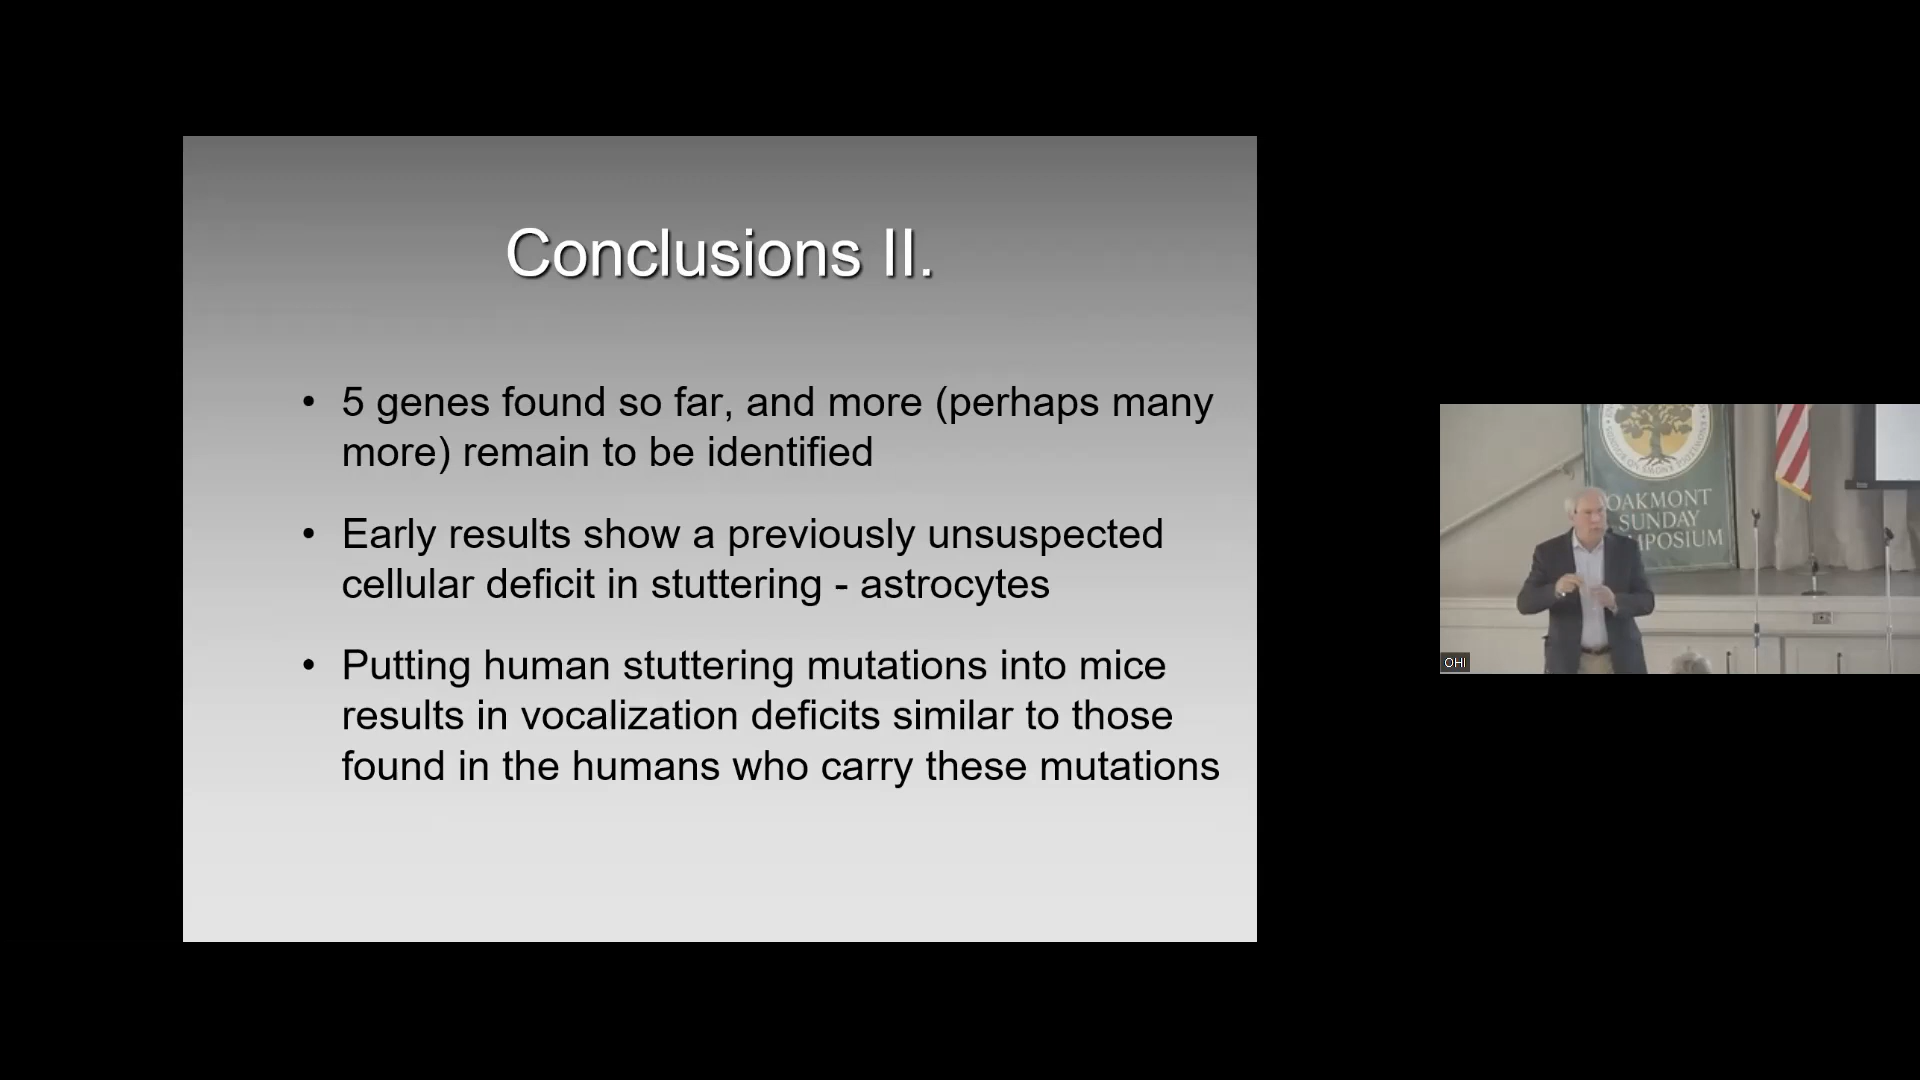 Conclusions II.
• 5 genes found so far, and more (perhaps many
more) remain to be identified
• Early results show a previously unsuspected
cellular deficit in stuttering - astrocytes
• Putting human stuttering mutations into mice
results in vocalization deficits similar to those
found in the humans who carry these mutations
OAKMONT
SUNDAY
MPOSIUM
OHI